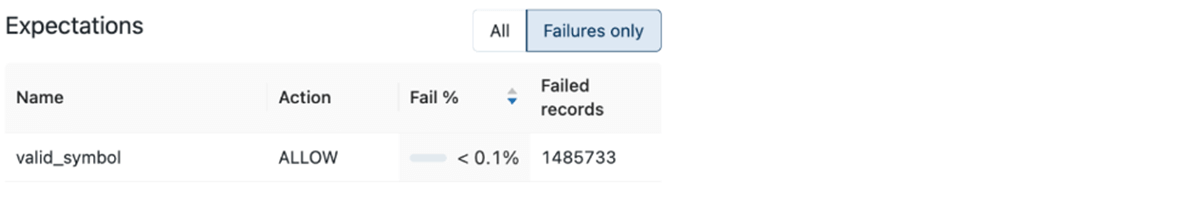 Expectations
All Failures only
Name Action Fail % Failed records
valid_symbol ALLOW < 0.1% 1485733